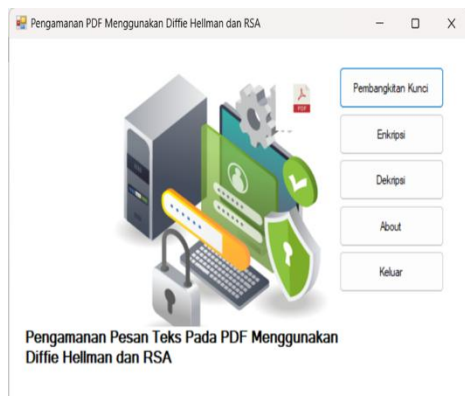 Pengamanan PDF Menggunakan Diffie Hellman dan RSA
PDF
Pembangkitan Kunci
Enkripsi
Dekripsi
About
Keluar
Pengamanan Pesan Teks Pada PDF Menggunakan
Diffie Hellman dan RSA